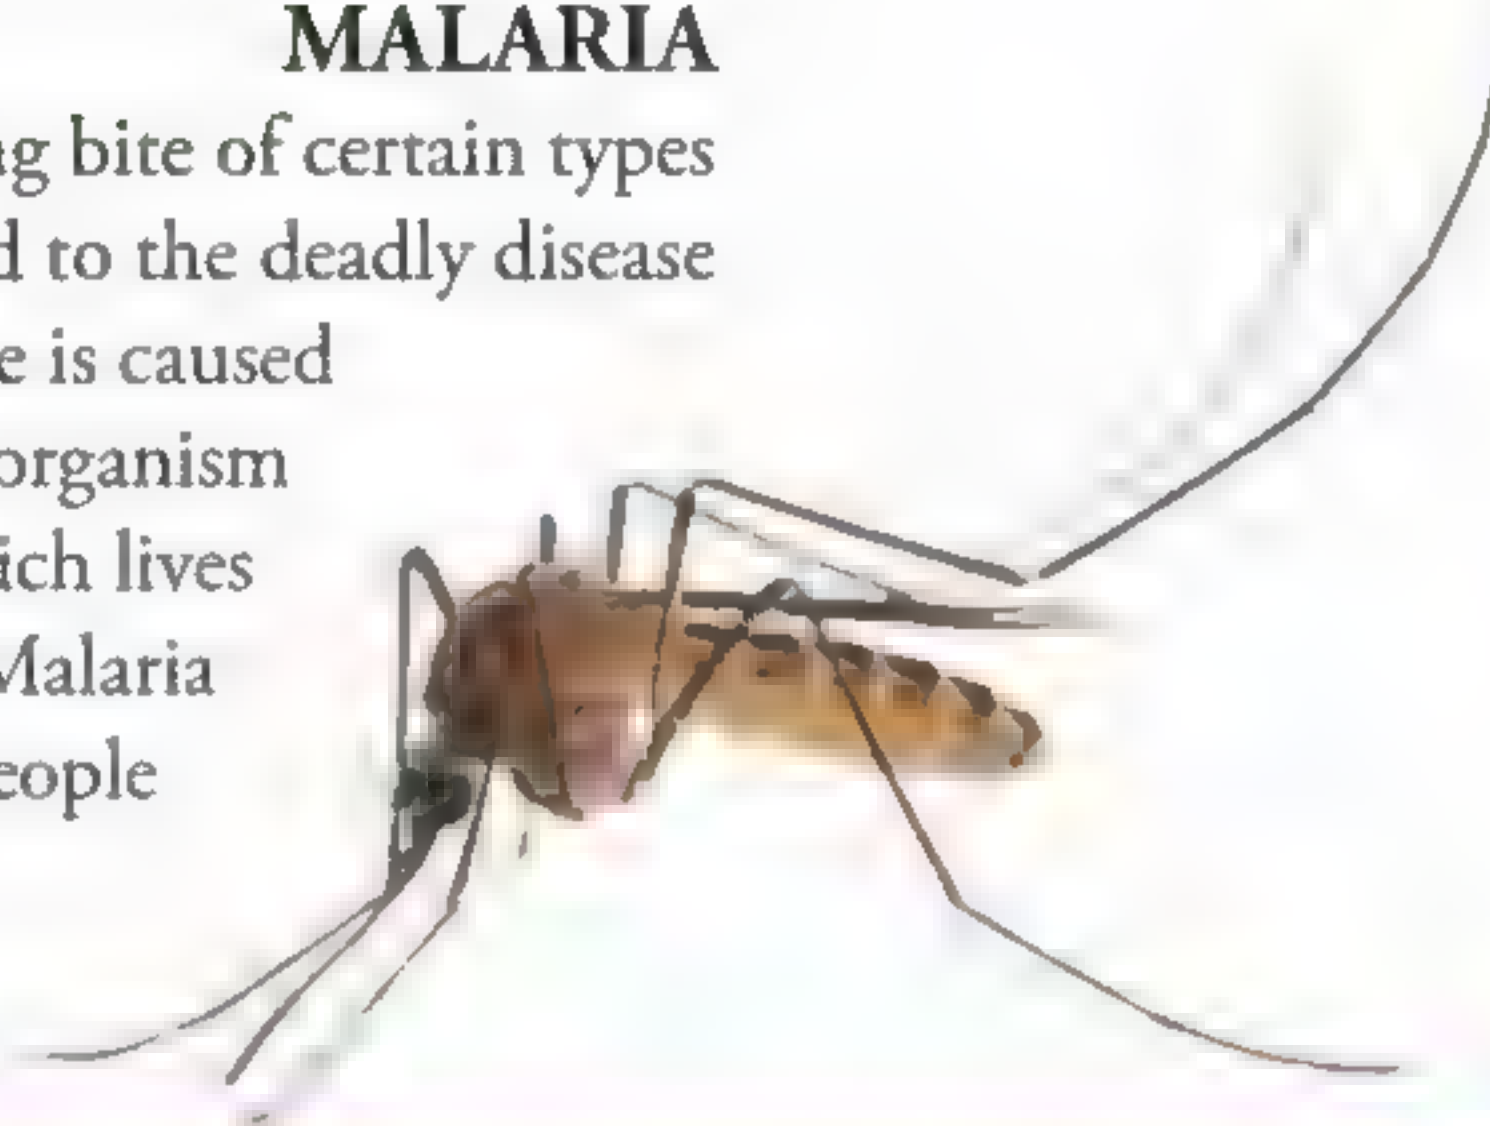 MALARIA
g bite of certain types
d to the deadly disease
e is caused
organism
ich lives
Malaria
eople